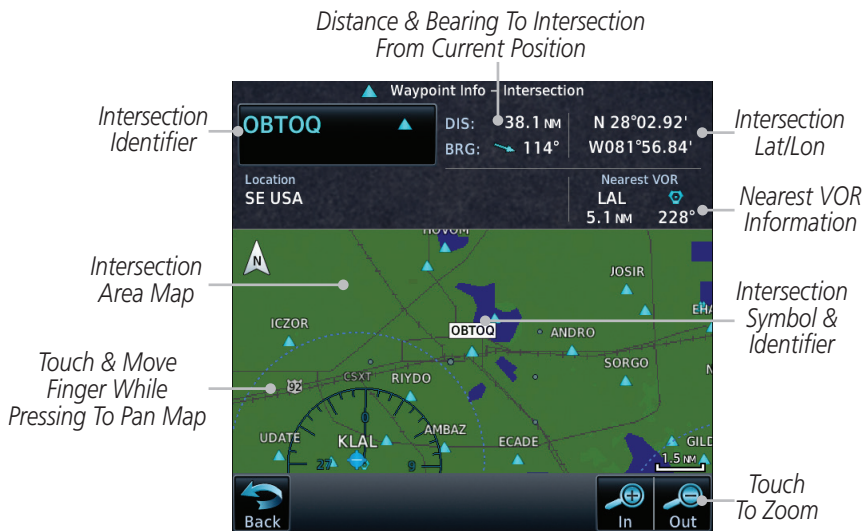 Distance & Bearing To Intersection
From Current Position
Waypoint Info – Intersection
Intersection
Identifier
OBTOQ
DIS: 38.1 NM
BRG: 114°
N 28°02.92'
W081°56.84'
Intersection
Lat/Lon
Location
SE USA
Nearest VOR
LAL
5.1 NM 228°
Nearest VOR
Information
N
HOVOM
Intersection
Area Map
JOSIR
Intersection
Symbol &
Identifier
ICZOR
OBTOQ
ANDRO
SORGO
Touch & Move
Finger While
Pressing To Pan Map
92
CSXT
RIYDO
UDATE
KLAL
AMBAZ
ECADE
GILD
27
9
1.5 NM
Back
In
Out
Touch
To Zoom